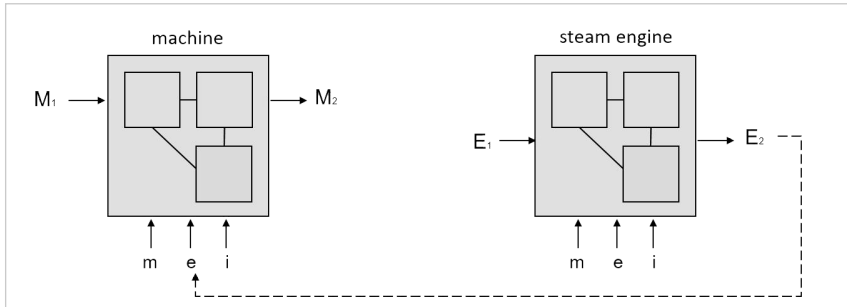 machine
steam engine
M₁
M₂
E₁
E₂
m e i
m e i